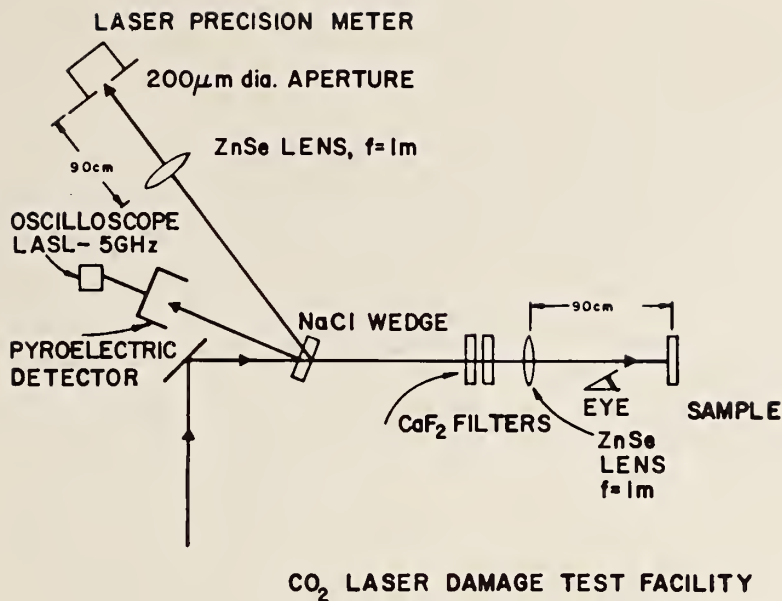 LASER PRECISION METER
200μm dia. APERTURE
ZnSe LENS, f=1m
90cm
OSCILLOSCOPE
LASL-5GHz
PYROELECTRIC
DETECTOR
NaCl WEDGE
90cm
CaF₂ FILTERS
EYE
SAMPLE
ZnSe
LENS
f=1m
CO₂ LASER DAMAGE TEST FACILITY